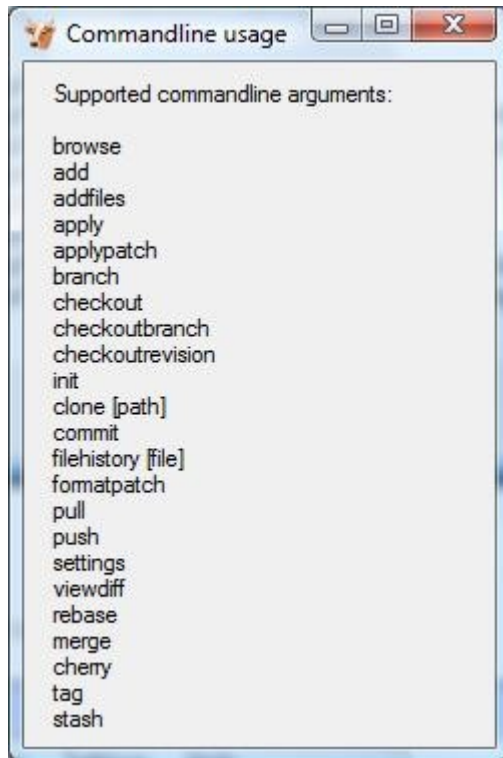 Commandline usage
Supported commandline arguments:
browse
add
addfiles
apply
applypatch
branch
checkout
checkoutbranch
checkoutrevision
init
clone [path]
commit
filehistory [file]
formatpatch
pull
push
settings
viewdiff
rebase
merge
cherry
tag
stash